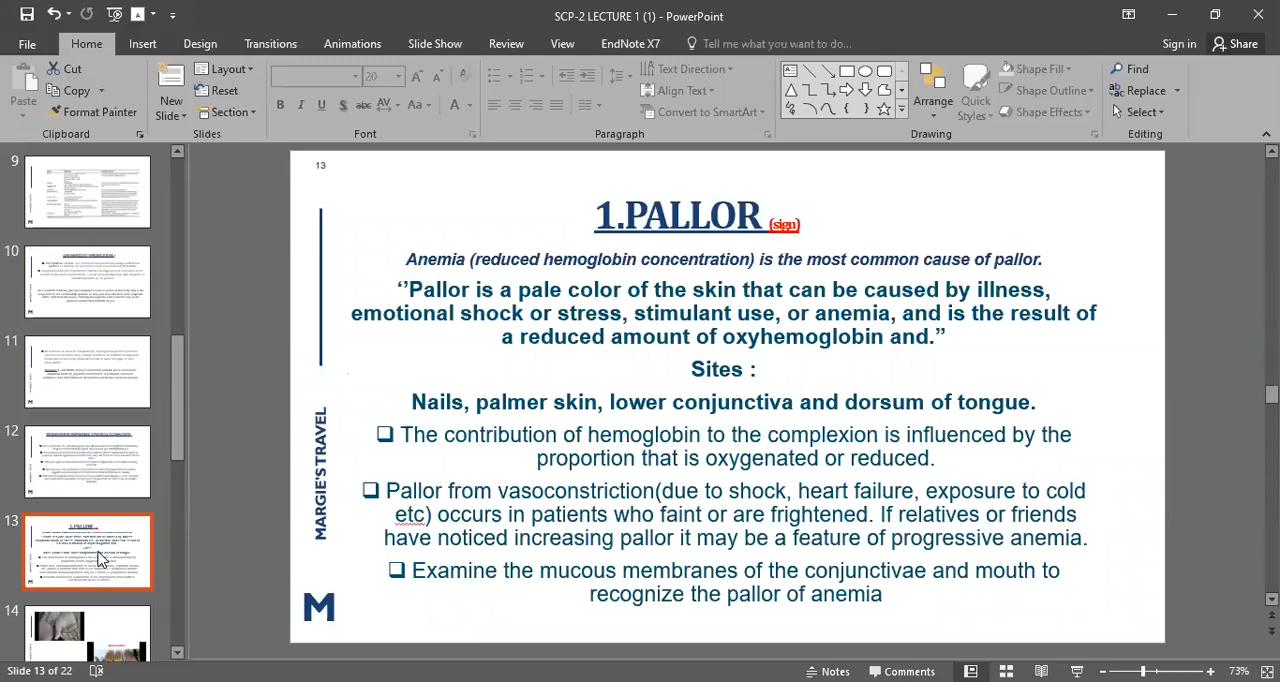 SCP-2 LECTURE 1 (1) - PowerPoint
File Home Insert Design Transitions Animations Slide Show Review View EndNote X7 Tell me what you want to do... Sign in Share
Paste
Cut
Copy
Format Painter
Clipboard
New
Slide
Layout
Reset
Section
Slides
20
B I U S abc AV Aa A
Font
Text Direction
Align Text
Convert to SmartArt
Paragraph
Arrange
Quick
Styles
Shape Fill
Shape Outline
Shape Effects
Drawing
Find
Replace
Select
Editing
9
10
11
12
13
14
13
1.PALLOR (sign)
Anemia (reduced hemoglobin concentration) is the most common cause of pallor.
‘’Pallor is a pale color of the skin that can be caused by illness,
emotional shock or stress, stimulant use, or anemia, and is the result of
a reduced amount of oxyhemoglobin and.”
Sites :
Nails, palmer skin, lower conjunctiva and dorsum of tongue.
❑ The contribution of hemoglobin to the complexion is influenced by the
proportion that is oxygenated or reduced.
❑ Pallor from vasoconstriction(due to shock, heart failure, exposure to cold
etc) occurs in patients who faint or are frightened. If relatives or friends
have noticed increasing pallor it may be a feature of progressive anemia.
❑ Examine the mucous membranes of the conjunctivae and mouth to
recognize the pallor of anemia
MARGIE'S TRAVEL
M
Slide 13 of 22
Notes Comments 73%